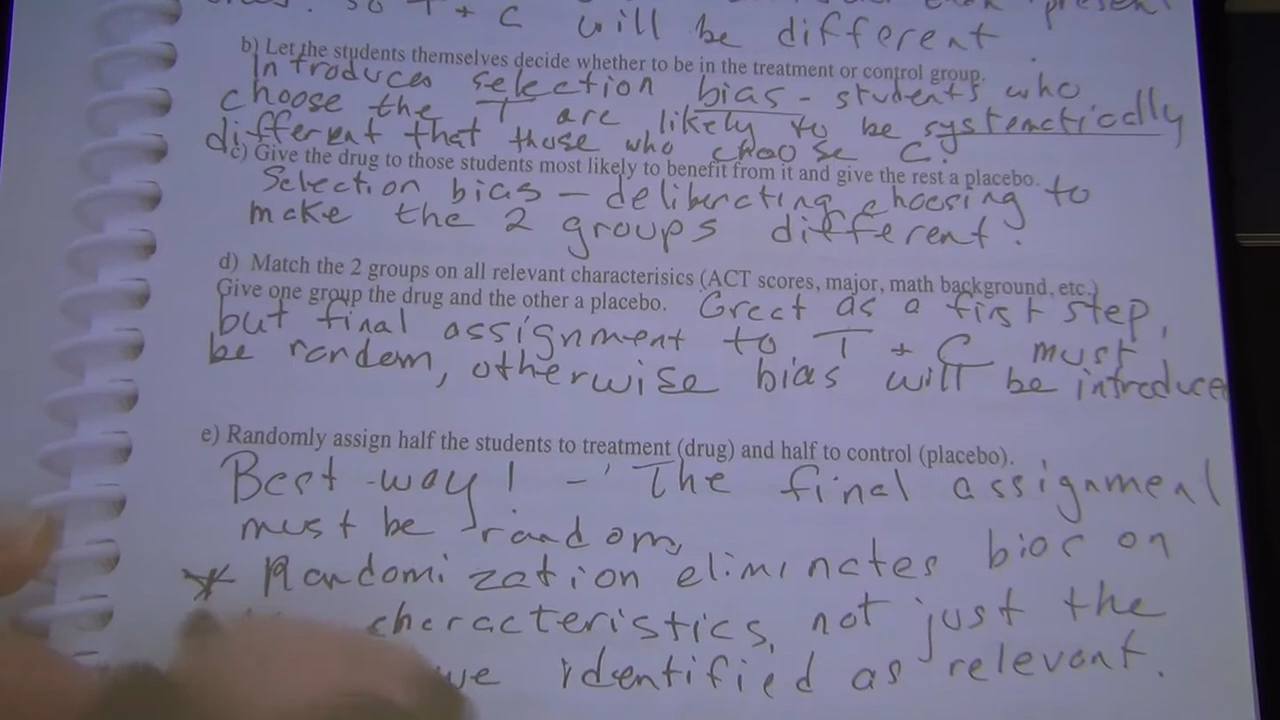 so T + C will be different.
b) Let the students themselves decide whether to be in the treatment or control group.
Introduces selection bias - students who
choose the T are likely to be systematically
different that those who choose C.
c) Give the drug to those students most likely to benefit from it and give the rest a placebo.
Selection bias - deliberating choosing to
make the 2 groups different.
d) Match the 2 groups on all relevant characterisics (ACT scores, major, math background, etc.)
Give one group the drug and the other a placebo. Great as a first step,
but final assignment to T + C must
be random, otherwise bias will be introduce
e) Randomly assign half the students to treatment (drug) and half to control (placebo).
Best way! - The final assignment
must be random,
* Randomization eliminates bias on
characteristics, not just the
we identified as relevant.